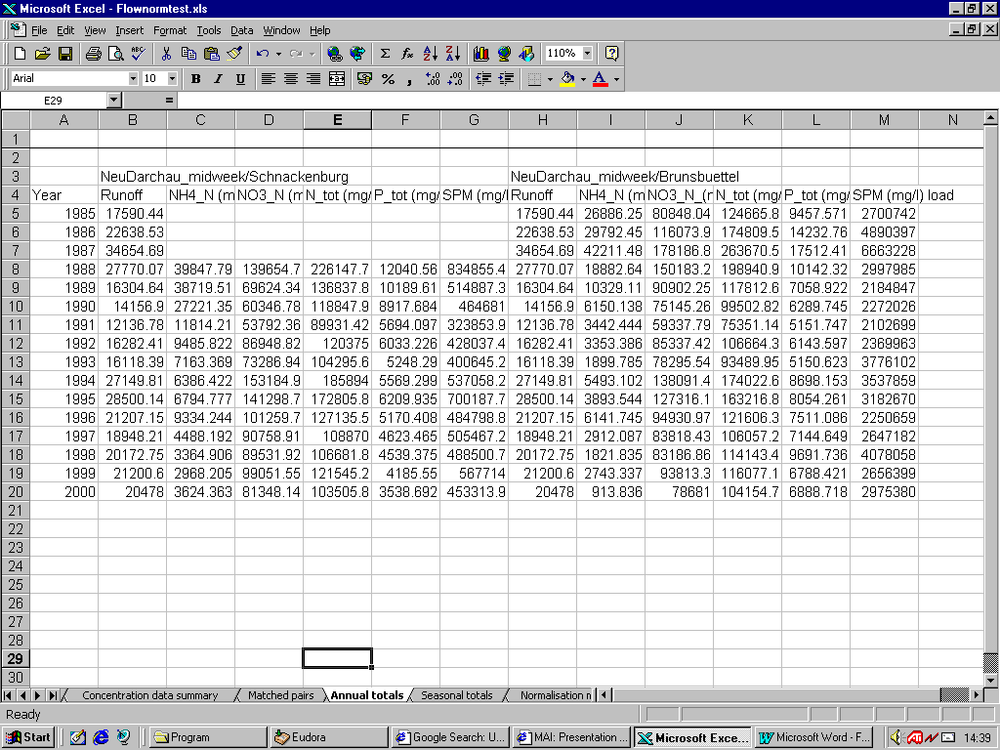 Microsoft Excel - Flownormtest.xls
File Edit View Insert Format Tools Data Window Help
110%
Arial 10 B I U
E29 =
A B C D E F G H I J K L M N
1
2
3 NeuDarchau_midweek/Schnackenburg NeuDarchau_midweek/Brunsbuettel
4 Year Runoff NH4_N (m NO3_N (m N_tot (mg/ P_tot (mg/ SPM (mg/l Runoff NH4_N (m NO3_N_(r N_tot (mg/ P_tot (mg/ SPM (mg/l) load
5 1985 17590.44 17590.44 26886.25 80848.04 124665.8 9457.571 2700742
6 1986 22638.53 22638.53 29792.45 116073.9 174809.5 14232.76 4890397
7 1987 34654.69 34654.69 42211.48 178186.8 263670.5 17512.41 6663228
8 1988 27770.07 39847.79 139654.7 226147.7 12040.56 834855.4 27770.07 18882.64 150183.2 198940.9 10142.32 2997985
9 1989 16304.64 38719.51 69624.34 136837.8 10189.61 514887.3 16304.64 10329.11 90902.25 117812.6 7058.922 2184847
10 1990 14156.9 27221.35 60346.78 118847.9 8917.684 464681 14156.9 6150.138 75145.26 99502.82 6289.745 2272026
11 1991 12136.78 11814.21 53792.36 89931.42 5694.097 323853.9 12136.78 3442.444 59337.79 75351.14 5151.747 2102699
12 1992 16282.41 9485.822 86948.82 120375 6033.226 428037.4 16282.41 3353.386 85337.42 106664.3 6143.597 2369963
13 1993 16118.39 7163.369 73286.94 104295.6 5248.29 400645.2 16118.39 1899.785 78295.54 93489.95 5150.623 3776102
14 1994 27149.81 6386.422 153184.9 185894 5569.299 537058.2 27149.81 5493.102 138091.4 174022.6 8698.153 3537859
15 1995 28500.14 6794.777 141298.7 172805.8 6209.935 700187.7 28500.14 3893.544 127316.1 163216.8 8054.261 3182670
16 1996 21207.15 9334.244 101259.7 127135.5 5170.408 484798.8 21207.15 6141.745 94930.97 121606.3 7511.086 2250659
17 1997 18948.21 4488.192 90758.91 108870 4623.465 505467.2 18948.21 2912.087 83818.43 106057.2 7144.649 2647182
18 1998 20172.75 3364.906 89531.92 106681.8 4539.375 488500.7 20172.75 1821.835 83186.86 114143.4 9691.736 4078058
19 1999 21200.6 2968.205 99051.55 121545.2 4185.55 567714 21200.6 2743.337 93813.3 116077.1 6788.421 2656399
20 2000 20478 3624.363 81348.14 103505.8 3538.692 453313.9 20478 913.836 78681 104154.7 6888.718 2975380
21
22
23
24
25
26
27
28
29
30
Concentration data summary Matched pairs Annual totals Seasonal totals Normalisation n
Ready
Start Program Eudora Google Search: U... MAI: Presentation ... Microsoft Exce... Microsoft Word - F... 14:39